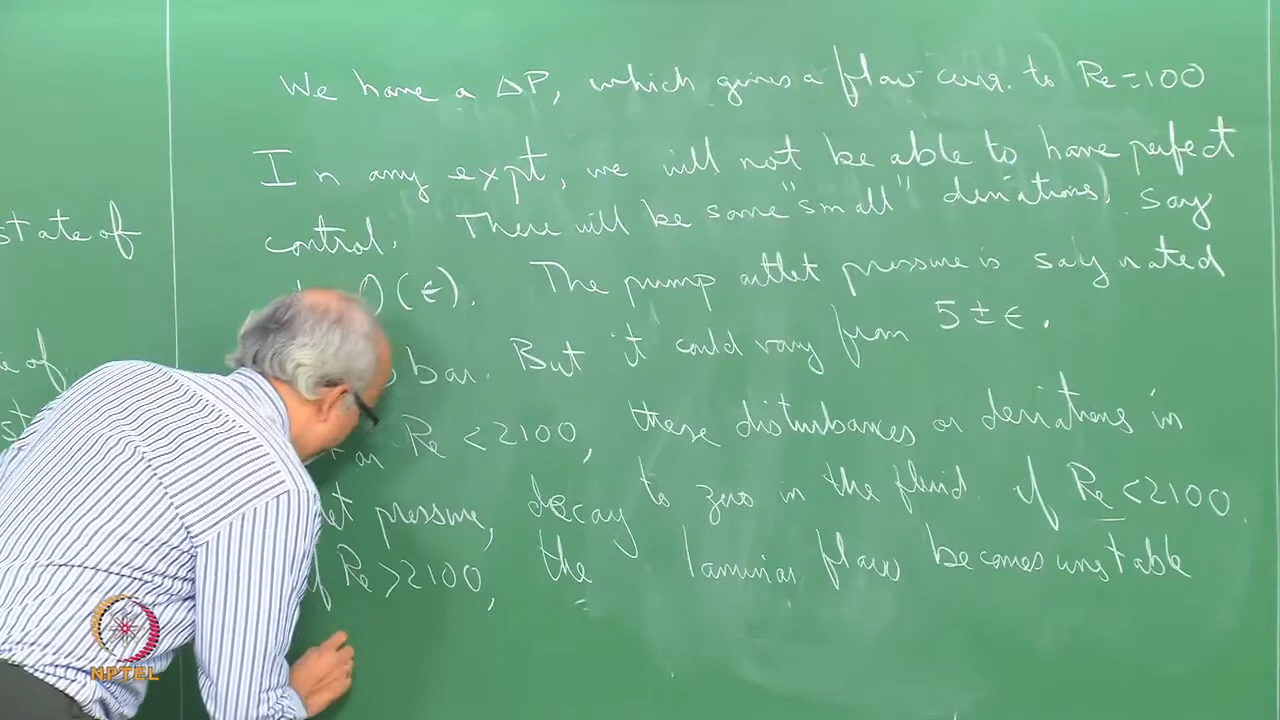 We have a ΔP, which gives a flow corr. to Re=100
In any expt, we will not be able to have perfect
control. There will be some "small" deviations, say
O(ϵ). The pump outlet pressure is say rated
bar. But it could vary from 5±ϵ.
For Re <2100, these disturbances or deviations in
pressure, decay to zero in the fluid if Re <2100.
If Re >2100, the laminar flow becomes unstable
state of
of
NPTEL